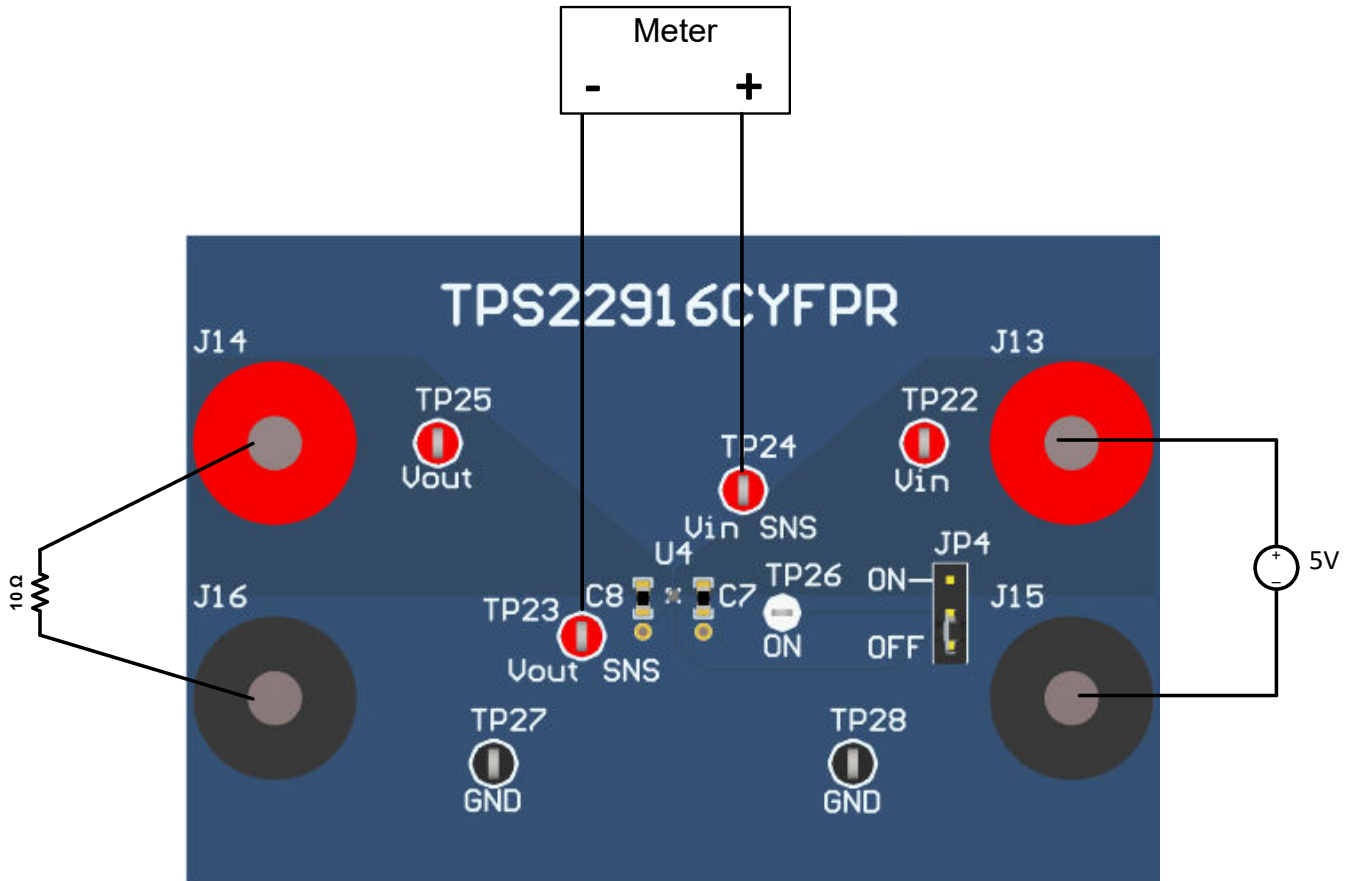 Meter
- +
TPS22916CYFPR
J14
J13
TP25
Vout
TP22
Vin
TP24
Vin SNS
U4
JP4
ON
OFF
TP26
ON
C8
C7
TP23
Vout SNS
J16
J15
TP27
GND
TP28
GND
10 Ω
+
–
5V